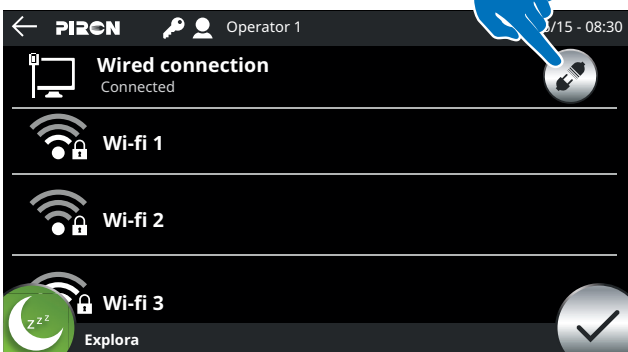 PIRON Operator 1 /15 - 08:30
Wired connection
Connected
Wi-fi 1
Wi-fi 2
Wi-fi 3
zzz
Explora